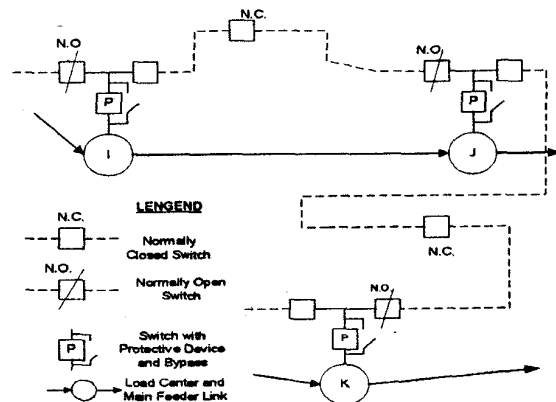 N.C.
N.O
N.O
P
P
I
J
LENGEND
N.C.
Normally
Closed Switch
N.C.
N.O.
Normally Open
Switch
N.O.
P
Switch with
Protective Device
and Bypass
P
Load Center and
Main Feeder Link
K